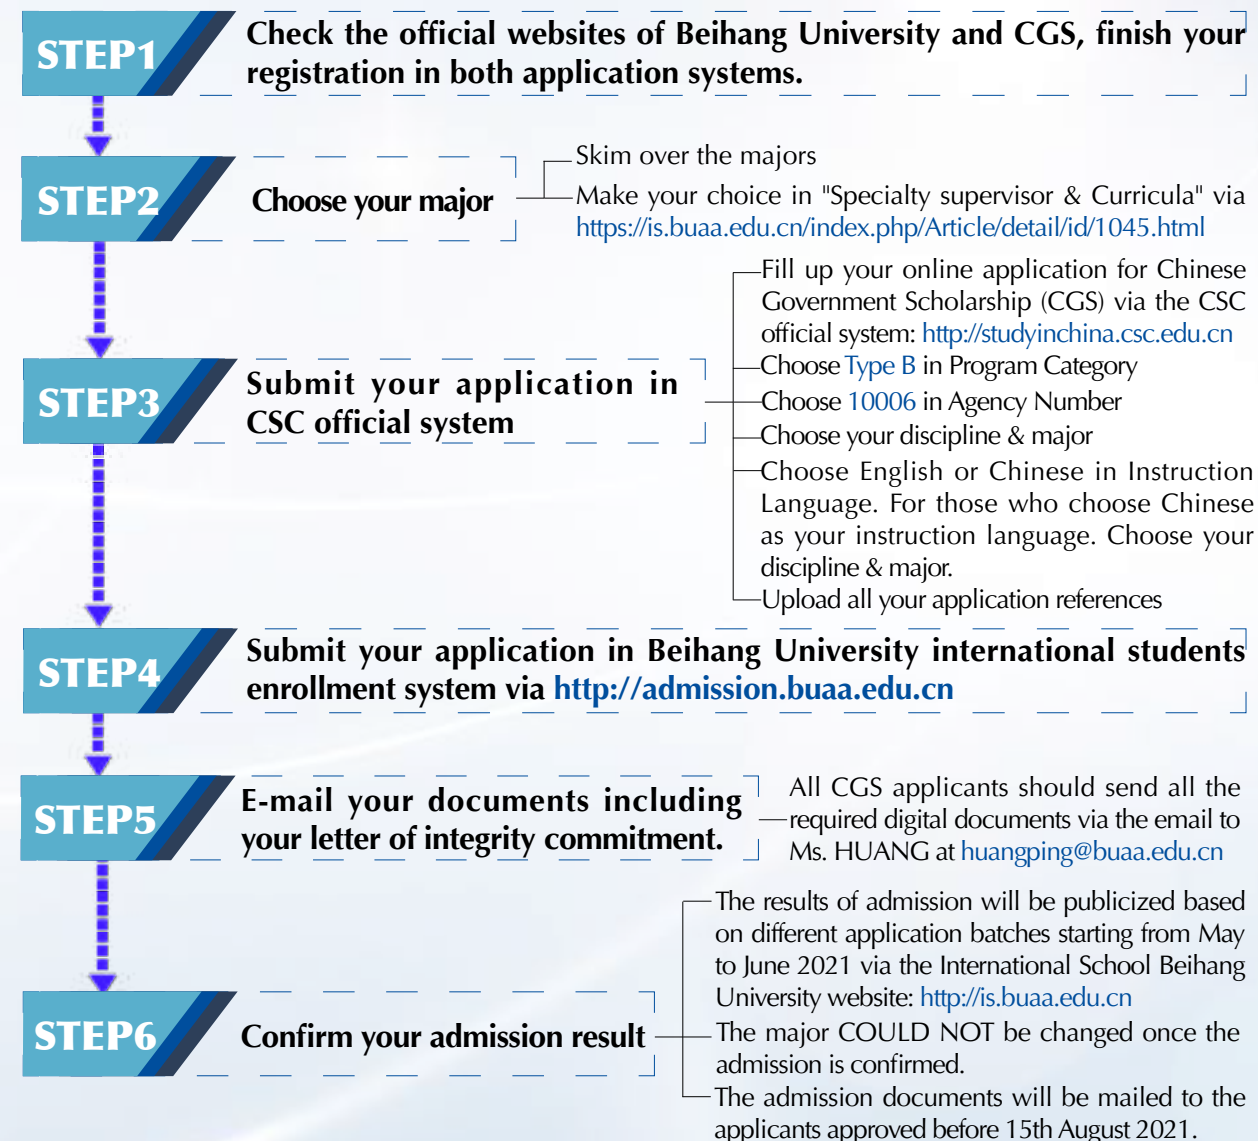 STEP1
Check the official websites of Beihang University and CGS, finish your
registration in both application systems.
STEP2
Choose your major
Skim over the majors
Make your choice in "Specialty supervisor & Curricula" via
https://is.buaa.edu.cn/index.php/Article/detail/id/1045.html
STEP3
Submit your application in
CSC official system
Fill up your online application for Chinese
Government Scholarship (CGS) via the CSC
official system: http://studyinchina.csc.edu.cn
Choose Type B in Program Category
Choose 10006 in Agency Number
Choose your discipline & major
Choose English or Chinese in Instruction
Language. For those who choose Chinese
as your instruction language. Choose your
discipline & major.
Upload all your application references
STEP4
Submit your application in Beihang University international students
enrollment system via http://admission.buaa.edu.cn
STEP5
E-mail your documents including
your letter of integrity commitment.
All CGS applicants should send all the
required digital documents via the email to
Ms. HUANG at huangping@buaa.edu.cn
STEP6
Confirm your admission result
The results of admission will be publicized based
on different application batches starting from May
to June 2021 via the International School Beihang
University website: http://is.buaa.edu.cn
The major COULD NOT be changed once the
admission is confirmed.
The admission documents will be mailed to the
applicants approved before 15th August 2021.